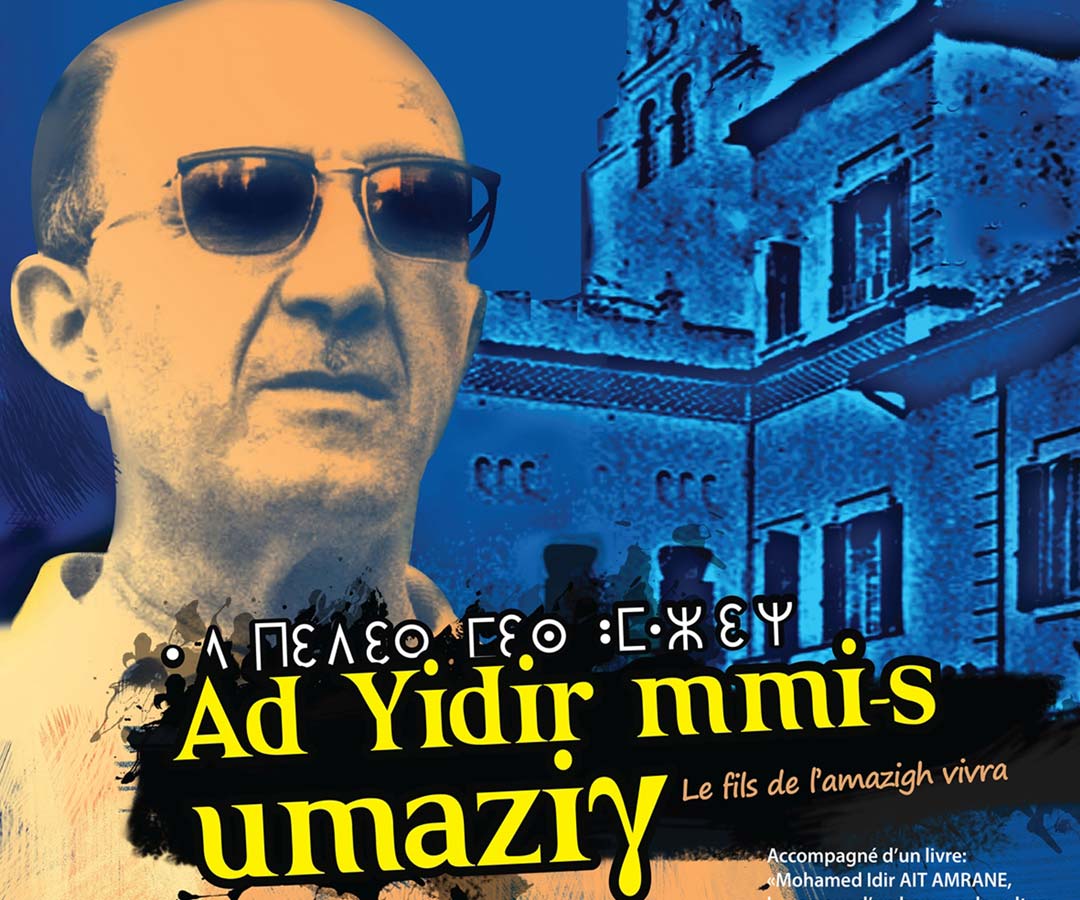 ⴰⴷ ⵢⵉⴷⵉⵔ ⵎⵉⵙ ⵓⵎⴰⵣⵉⵖ
Ad Yidir mmi-s
umaziɣ
Le fils de l'amazigh vivra
Accompagné d'un livre:
«Mohamed Idir AIT AMRANE,